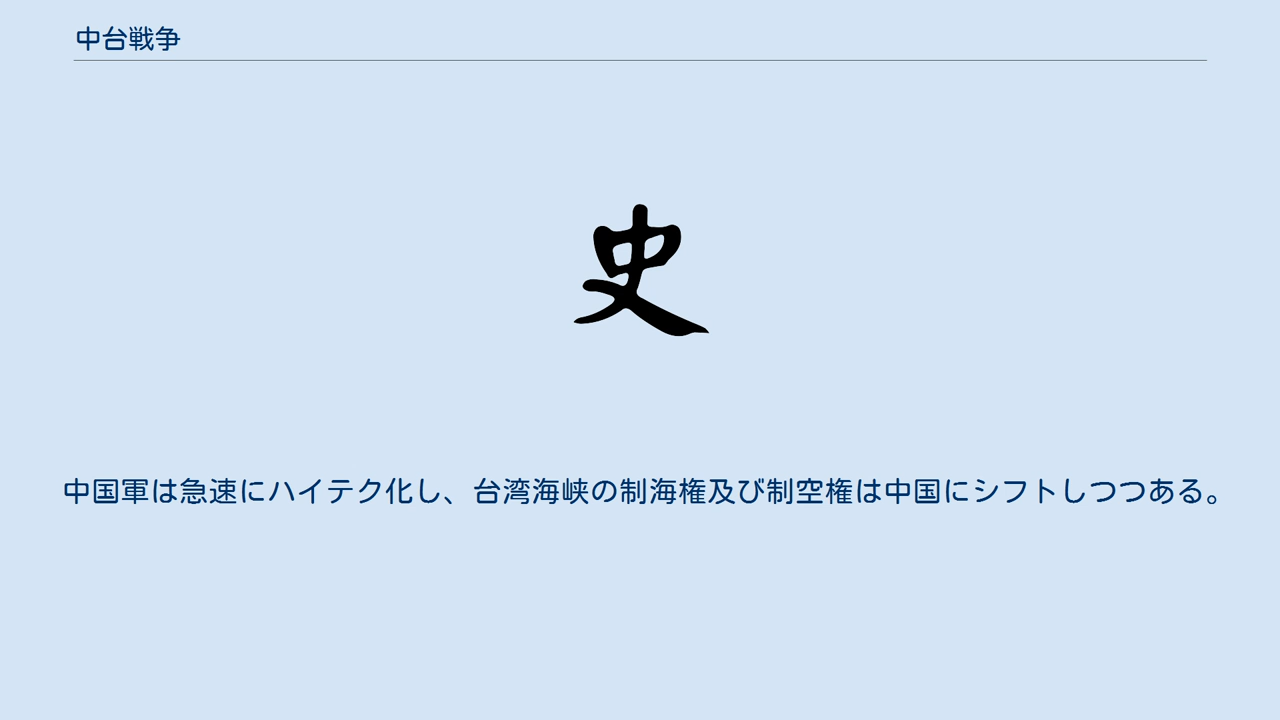 中台戦争
史
中国軍は急速にハイテク化し、台湾海峡の制海権及び制空権は中国にシフトしつつある。